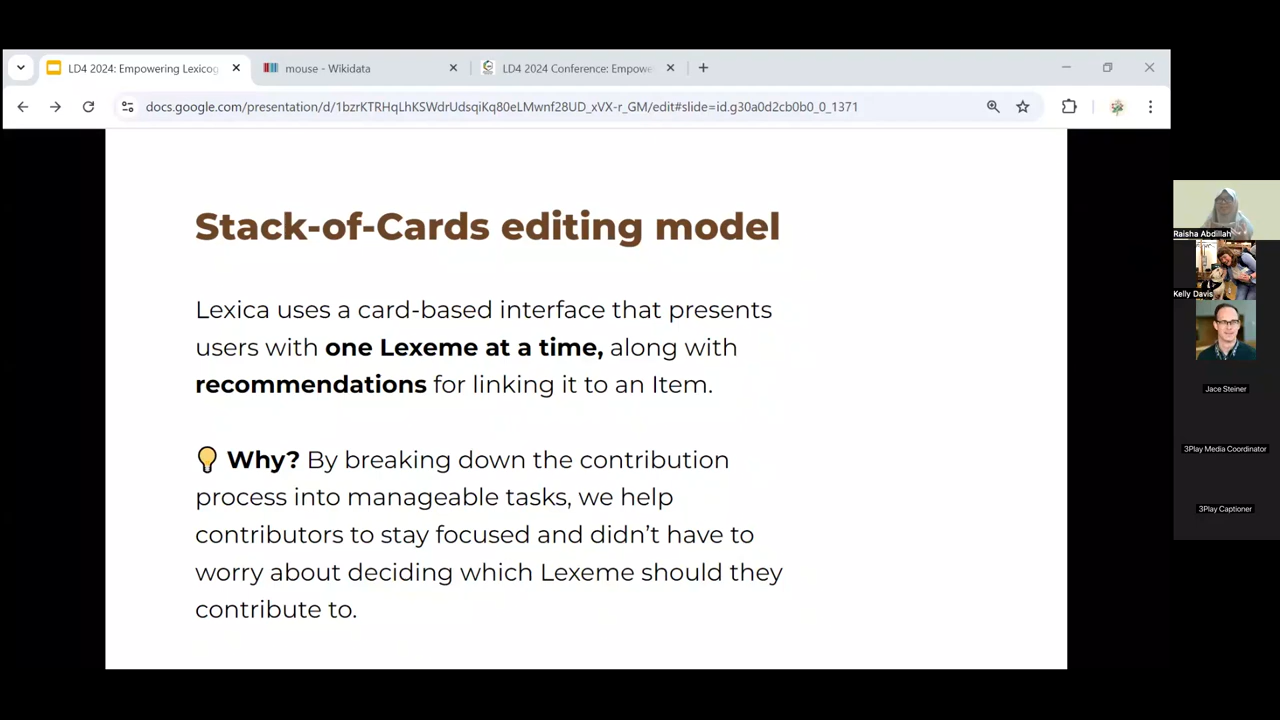 LD4 2024: Empowering Lexicog
mouse - Wikidata
LD4 2024 Conference: Empowe
docs.google.com/presentation/d/1bzrKTRHqLhKSWdrUdsqiKq80eLMwnf28UD_xVX-r_GM/edit#slide=id.g30a0d2cb0b0_0_1371
Stack-of-Cards editing model
Lexica uses a card-based interface that presents
users with one Lexeme at a time, along with
recommendations for linking it to an Item.
💡 Why? By breaking down the contribution
process into manageable tasks, we help
contributors to stay focused and didn’t have to
worry about deciding which Lexeme should they
contribute to.
Raisha Abdillah
Kelly Davis
Jace Steiner
3Play Media Coordinator
3Play Captioner